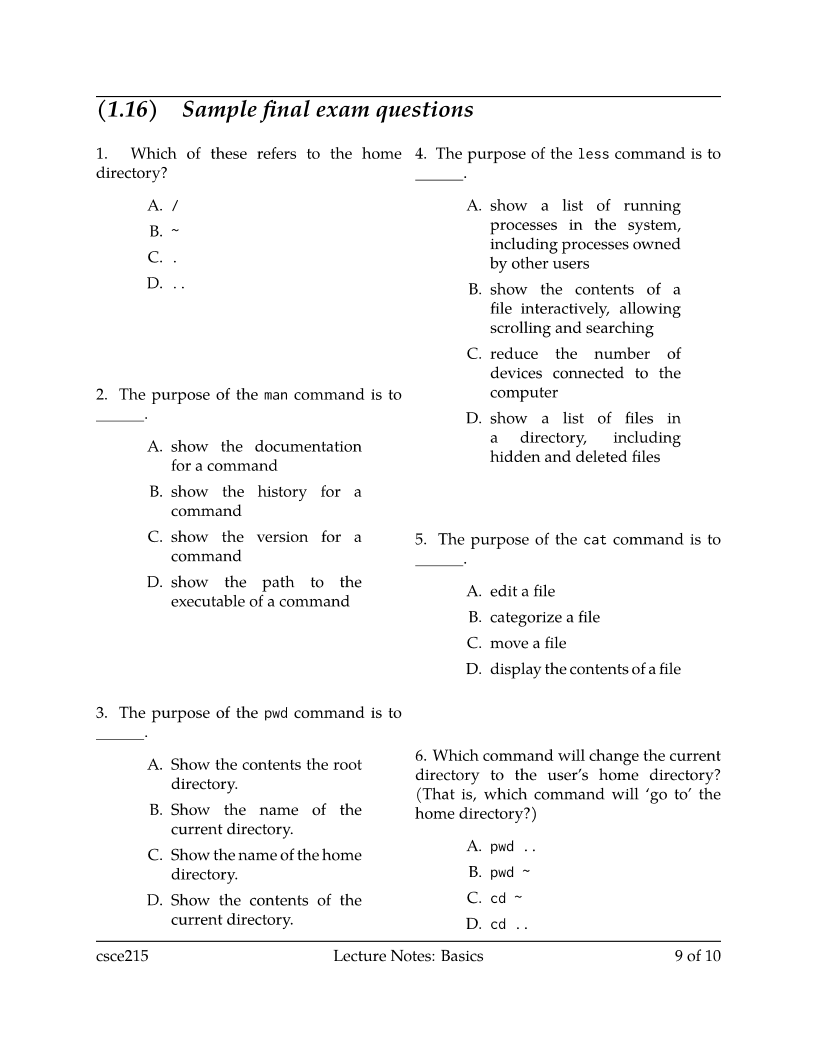 (1.16) Sample final exam questions
1. Which of these refers to the home
directory?
A. /
B. ~
C. .
D. ..
2. The purpose of the man command is to
______.
A. show the documentation
for a command
B. show the history for a
command
C. show the version for a
command
D. show the path to the
executable of a command
3. The purpose of the pwd command is to
______.
A. Show the contents the root
directory.
B. Show the name of the
current directory.
C. Show the name of the home
directory.
D. Show the contents of the
current directory.
4. The purpose of the less command is to
______.
A. show a list of running
processes in the system,
including processes owned
by other users
B. show the contents of a
file interactively, allowing
scrolling and searching
C. reduce the number of
devices connected to the
computer
D. show a list of files in
a directory, including
hidden and deleted files
5. The purpose of the cat command is to
______.
A. edit a file
B. categorize a file
C. move a file
D. display the contents of a file
6. Which command will change the current
directory to the user's home directory?
(That is, which command will ‘go to’ the
home directory?)
A. pwd ..
B. pwd ~
C. cd ~
D. cd ..
csce215 Lecture Notes: Basics 9 of 10